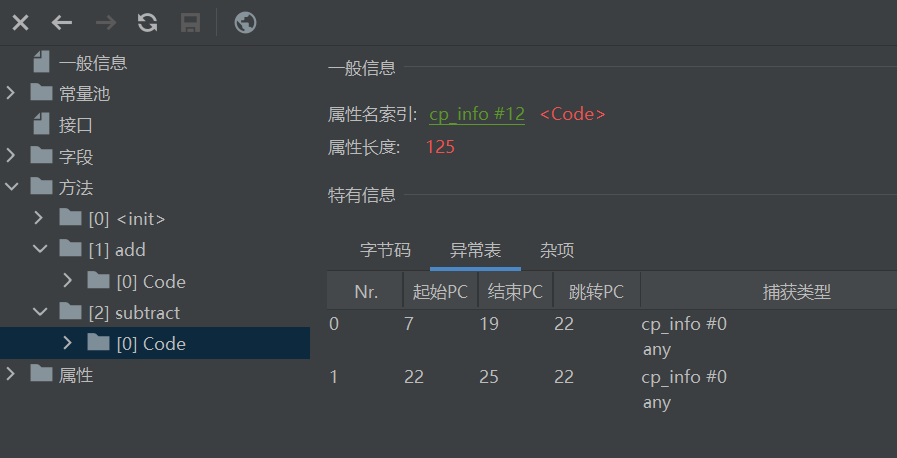 一般信息
常量池
接口
字段
方法
[0] <init>
[1] add
[0] Code
[2] subtract
[0] Code
属性
一般信息
属性名索引: cp_info #12 <Code>
属性长度: 125
特有信息
字节码 异常表 杂项
Nr. 起始PC 结束PC 跳转PC 捕获类型
0 7 19 22 cp_info #0
any
1 22 25 22 cp_info #0
any